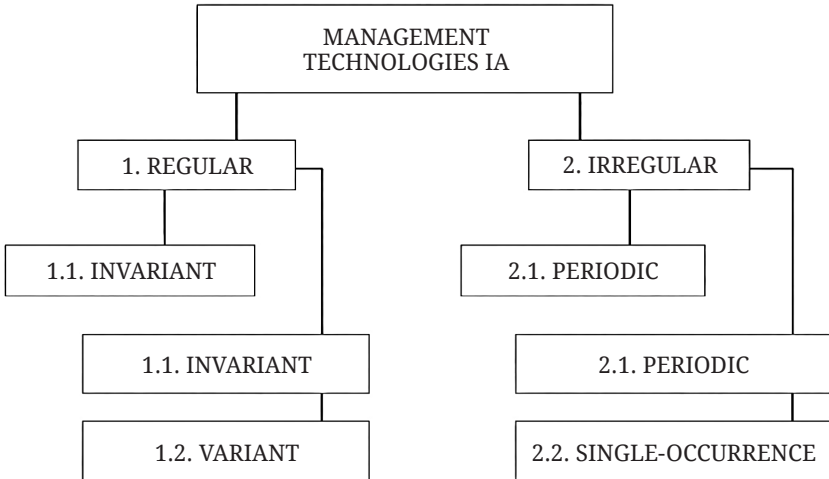 MANAGEMENT
TECHNOLOGIES IA
1. REGULAR
2. IRREGULAR
1.1. INVARIANT
2.1. PERIODIC
1.1. INVARIANT
2.1. PERIODIC
1.2. VARIANT
2.2. SINGLE-OCCURRENCE